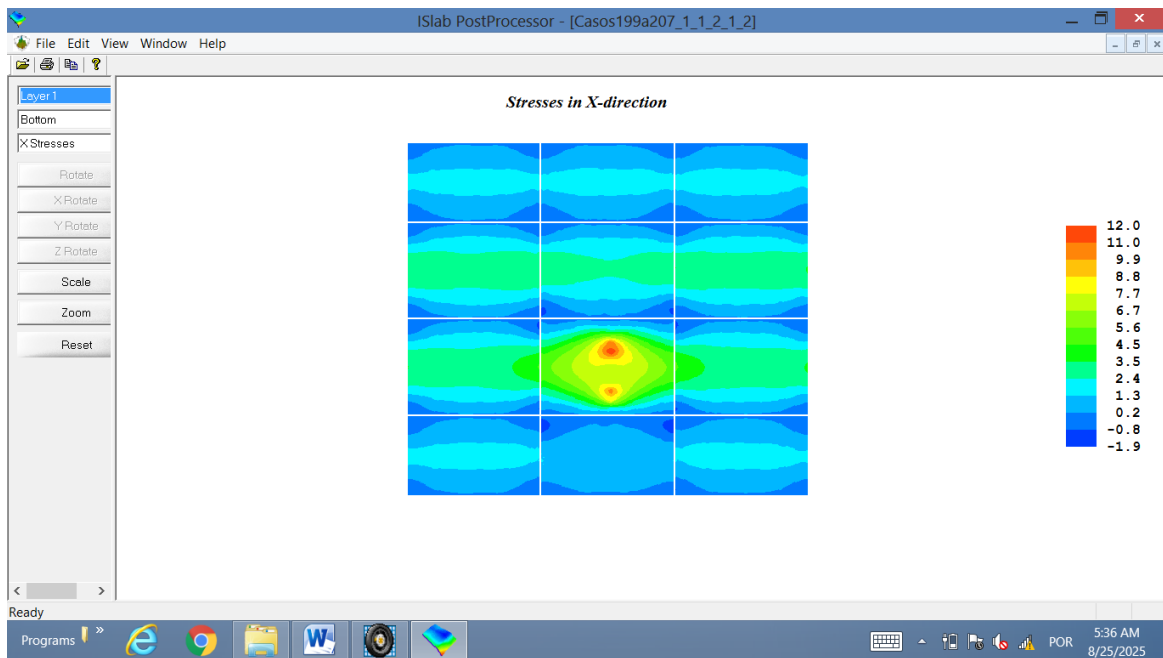 ISlab PostProcessor - [Casos199a207_1_1_2_1_2]
File Edit View Window Help
Layer1
Bottom
X Stresses
Rotate
X Rotate
Y Rotate
Z Rotate
Scale
Zoom
Reset
Stresses in X-direction
12.0
11.0
9.9
8.8
7.7
6.7
5.6
4.5
3.5
2.4
1.3
0.2
-0.8
-1.9
Ready
Programs
POR
5:36 AM
8/25/2025